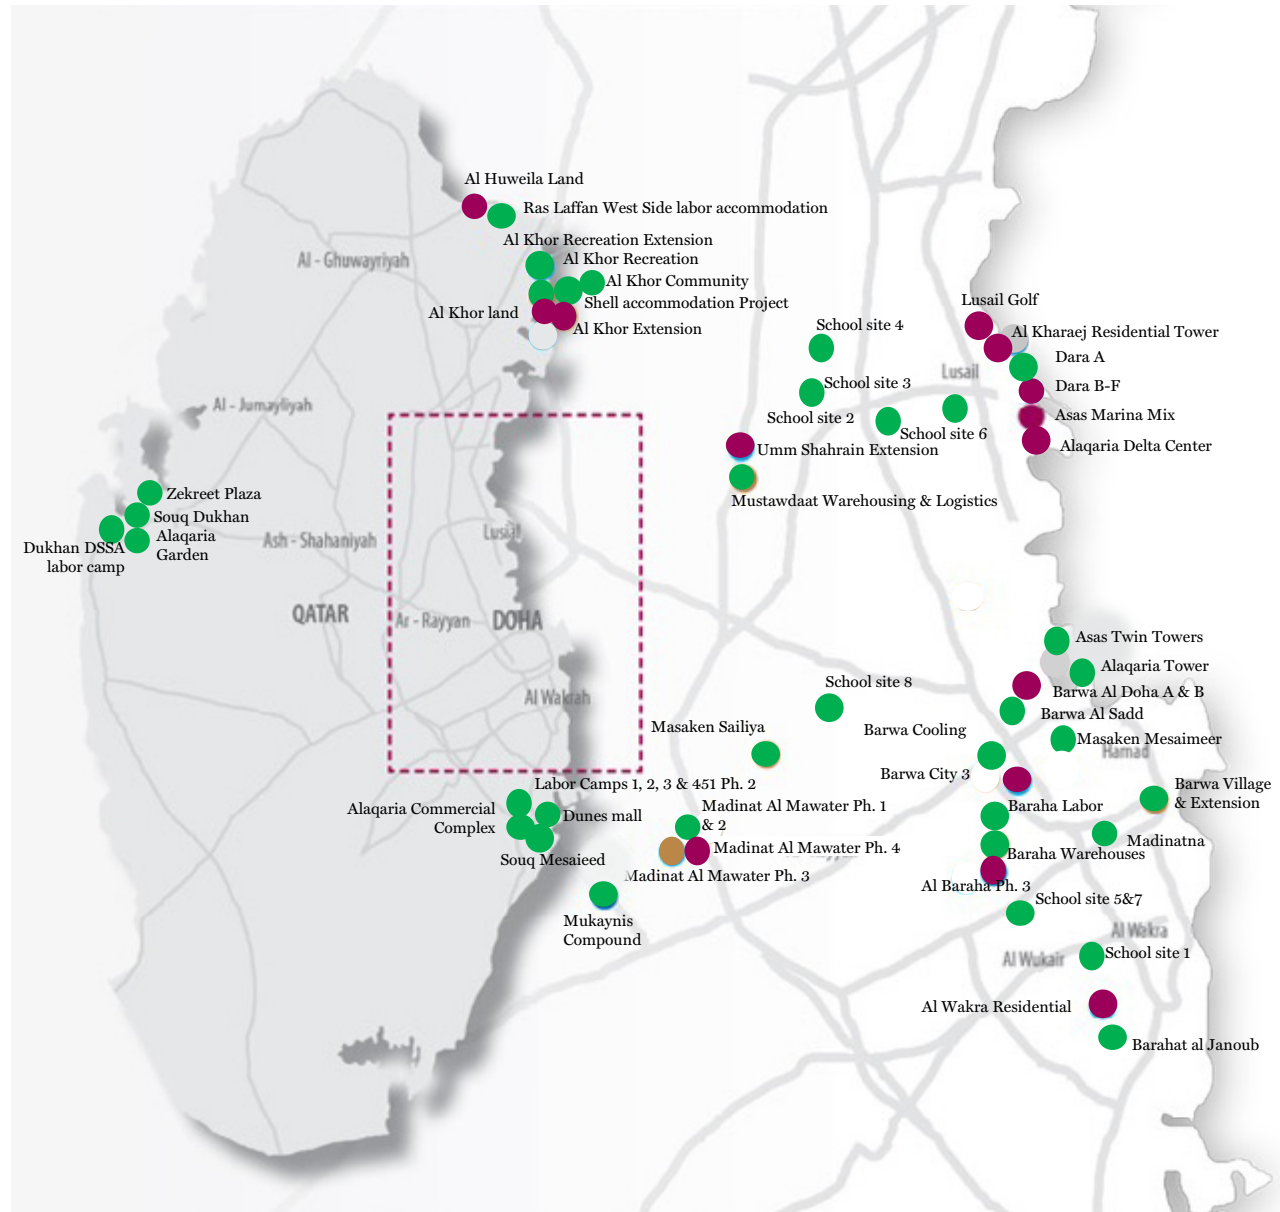 Al Huweila Land
Ras Laffan West Side labor accommodation
Al Khor Recreation Extension
Al Khor Recreation
Al - Ghuwayriyah
Al Khor Community
Shell accommodation Project
Al Khor land
Al Khor Extension
Al - Jumayliyah
Zekreet Plaza
Souq Dukhan
Alaqaria
Garden
Dukhan DSSA
labor camp
Ash - Shahaniyah
Lusial
QATAR
Ar - Rayyan
DOHA
Al Wakrah
Labor Camps 1, 2, 3 & 451 Ph. 2
Alaqaria Commercial
Complex
Dunes mall
Souq Mesaieed
Mukaynis
Compound
Lusail Golf
Al Kharaej Residential Tower
School site 4
Dara A
Lusail
School site 3
Dara B-F
School site 2
Asas Marina Mix
School site 6
Alaqaria Delta Center
Umm Shahrain Extension
Mustawdaat Warehousing & Logistics
Asas Twin Towers
Alaqaria Tower
School site 8
Barwa Al Doha A & B
Barwa Al Sadd
Masaken Sailiya
Barwa Cooling
Masaken Mesaimeer
Hamad
Barwa City 3
Barwa Village
& Extension
Madinat Al Mawater Ph. 1
& 2
Baraha Labor
Madinatna
Madinat Al Mawater Ph. 4
Baraha Warehouses
Madinat Al Mawater Ph. 3
Al Baraha Ph. 3
School site 5&7
Al Wakra
Al Wukair
School site 1
Al Wakra Residential
Barahat al Janoub